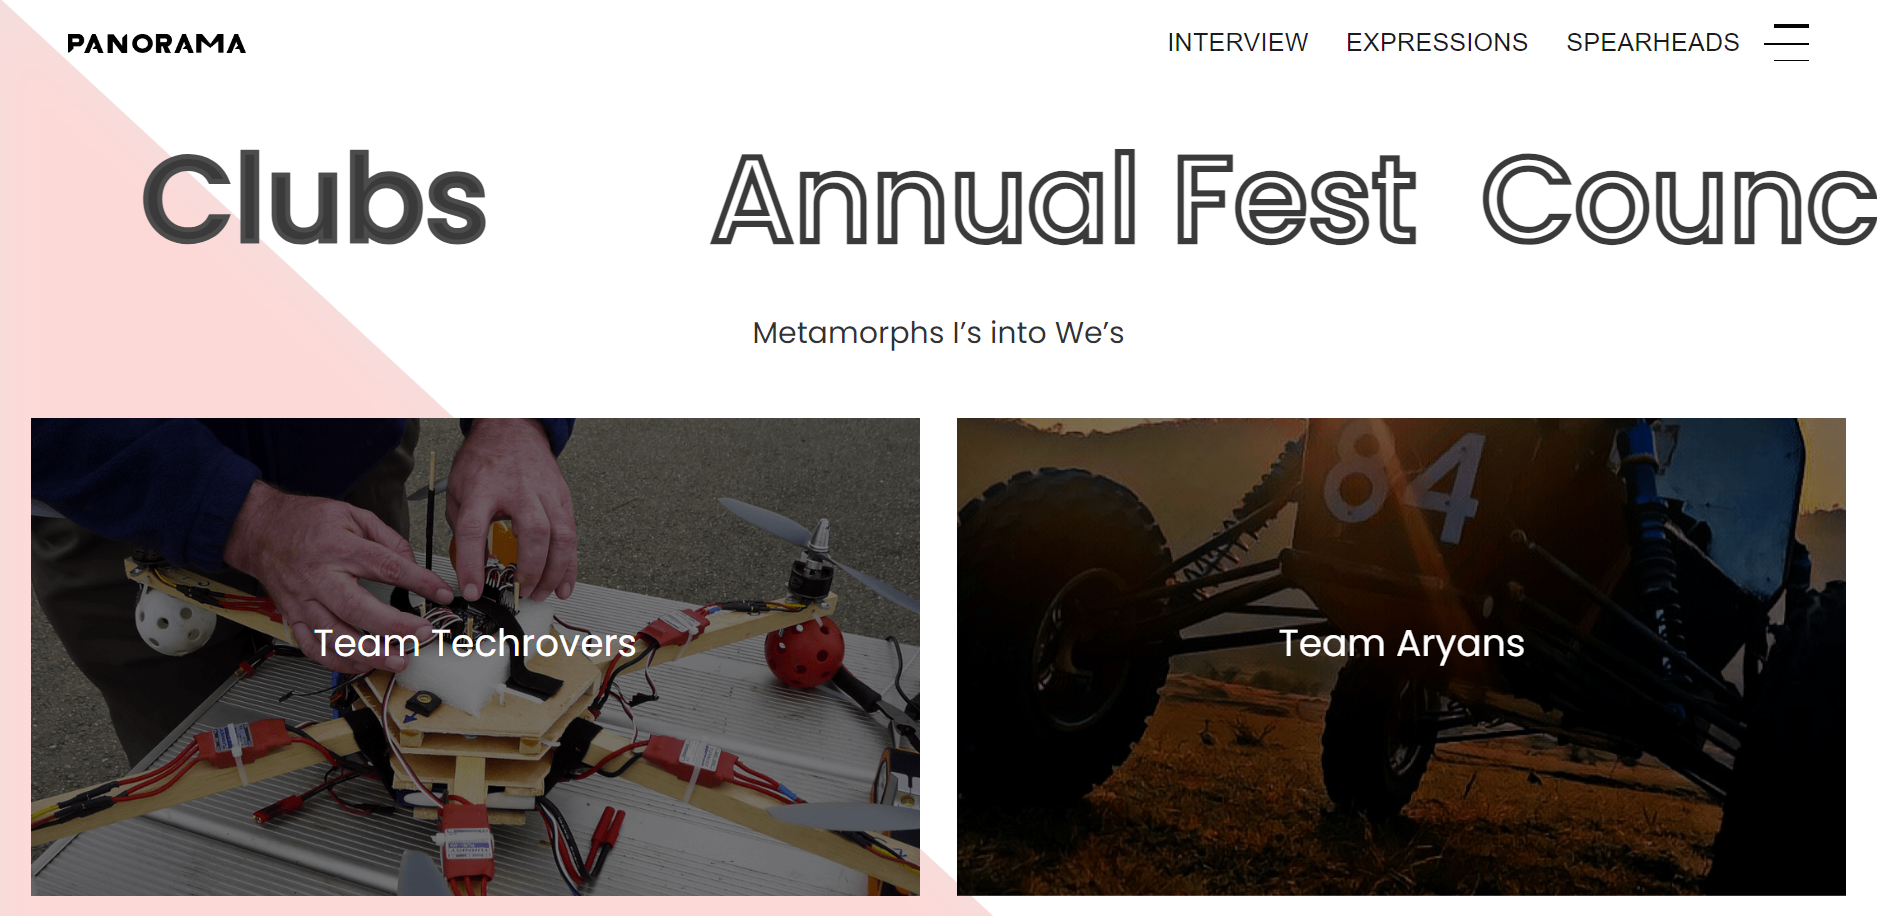 PANORAMA
INTERVIEW EXPRESSIONS SPEARHEADS
Clubs Annual Fest Counc
Metamorphs I’s into We’s
84
Team Techrovers
Team Aryans